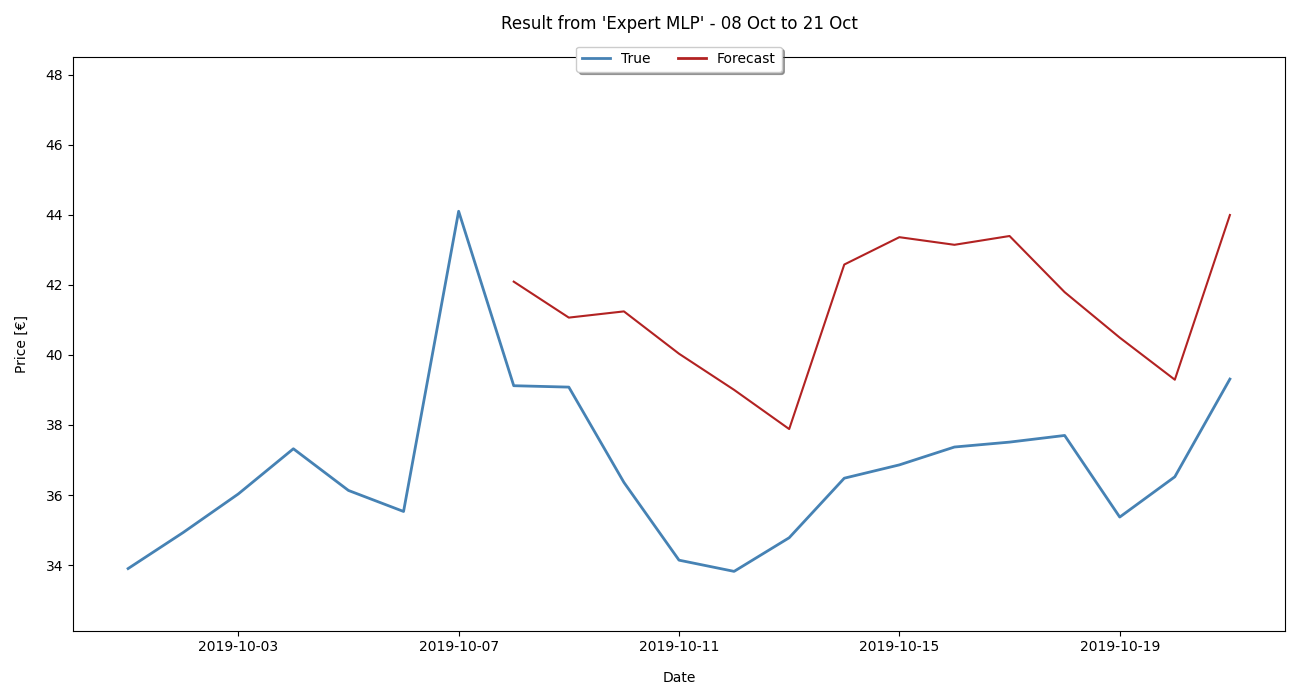 Result from 'Expert MLP' - 08 Oct to 21 Oct
True Forecast
48
46
44
42
40
38
36
34
Price [€]
2019-10-03 2019-10-07 2019-10-11 2019-10-15 2019-10-19
Date